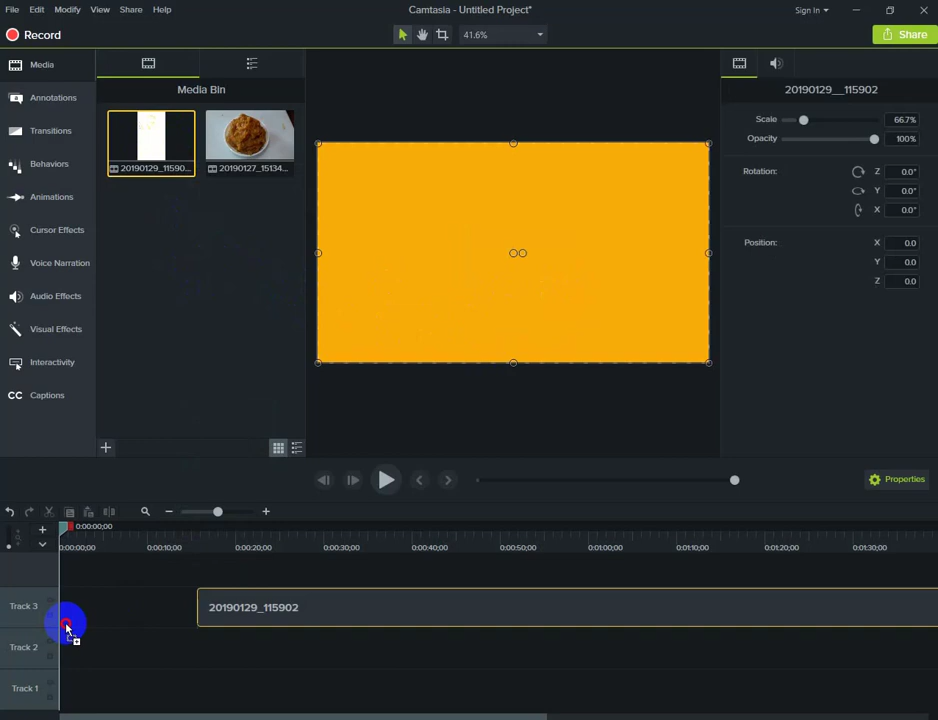 File Edit Modify View Share Help
Camtasia - Untitled Project*
Sign In
Record
41.6%
Share
Media
Annotations
Transitions
Behaviors
Animations
Cursor Effects
Voice Narration
Audio Effects
Visual Effects
Interactivity
CC Captions
Media Bin
20190129_11590...
20190127_15134...
20190129__115902
Scale 66.7%
Opacity 100%
Rotation: Z 0.0°
Y 0.0°
X 0.0°
Position: X 0.0
Y 0.0
Z 0.0
Properties
0:00:00;00
0:00:00;00 0:00:10;00 0:00:20;00 0:00:30;00 0:00:40;00 0:00:50;00 0:01:00;00 0:01:10;00 0:01:20;00 0:01:30;00
Track 3
20190129_115902
Track 2
Track 1